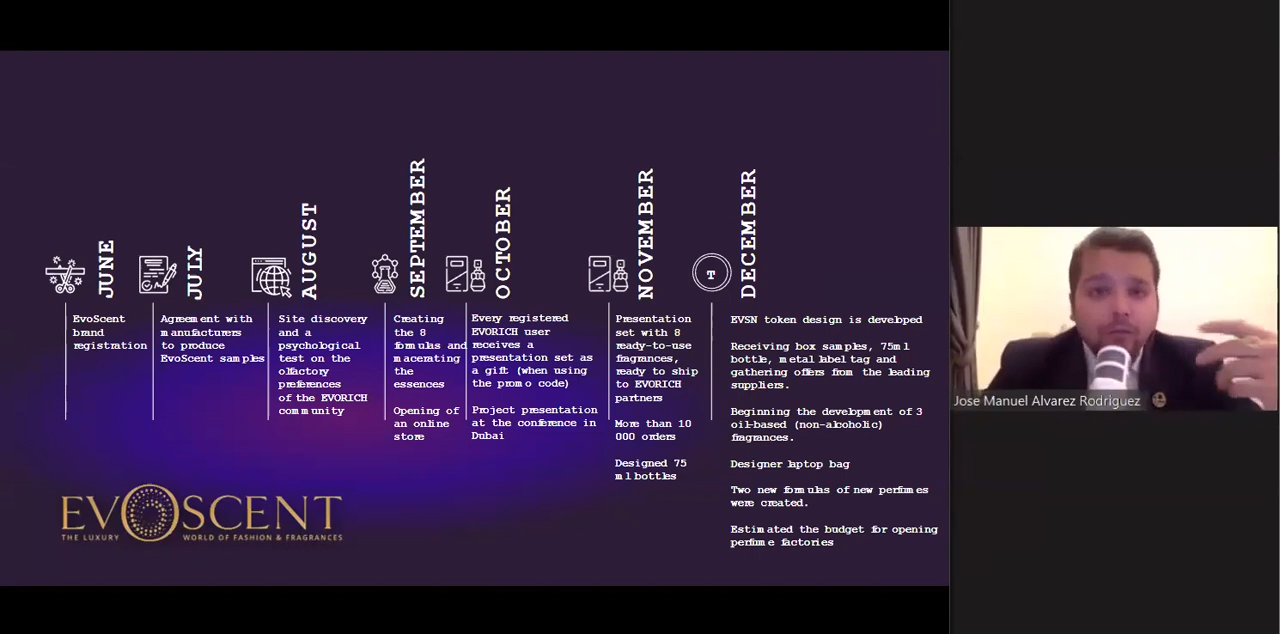 JUNE
EvoScent
brand
registration
JULY
Agreement with
manufacturers
to produce
EvoScent samples
AUGUST
Site discovery
and a
psychological
test on the
olfactory
preferences
of the EVORICH
community
SEPTEMBER
Creating
the 8
formulas and
macerating
the
essences
Opening of
an online
store
OCTOBER
Every registered
EVORICH user
receives a
presentation set as
a gift (when using
the promo code)
Project presentation
at the conference in
Dubai
NOVEMBER
Presentation
set with 8
ready-to-use
fragrances,
ready to ship
to EVORICH
partners
More than 10
000 orders
Designed 75
ml bottles
T
DECEMBER
EVSN token design is developed
Receiving box samples, 75ml
bottle, metal label tag and
gathering offers from the leading
suppliers.
Beginning the development of 3
oil-based (non-alcoholic)
fragrances.
Designer laptop bag
Two new formulas of new perfumes
were created.
Estimated the budget for opening
perfume factories
EVOSCENT
THE LUXURY WORLD OF FASHION & FRAGRANCES
Jose Manuel Alvarez Rodriguez